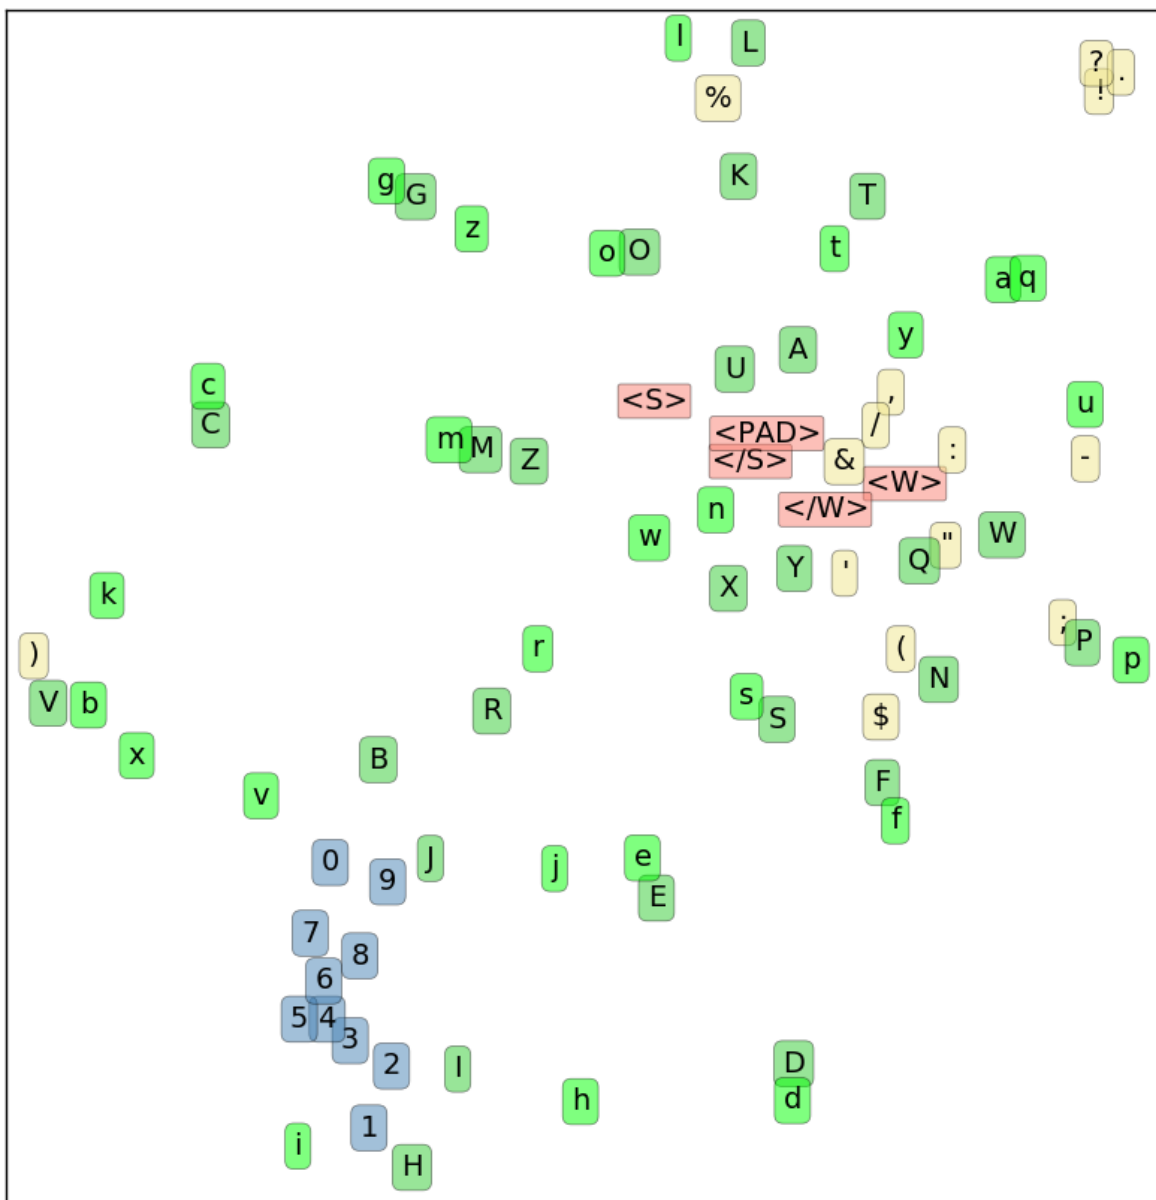 l L
? .
% !
K
g G T
z
o O t
a q
y
A
U
c <S> , u
C / 
m M <PAD>
Z </S> & : -
<W>
n </W>
w " W
Y ' Q
X
k
;
) r ( P p
N
V b R s S $
x B
F
v f
0 9 J j e
E
7
8
6
5 4
3
2 I D
h d
1
i
H